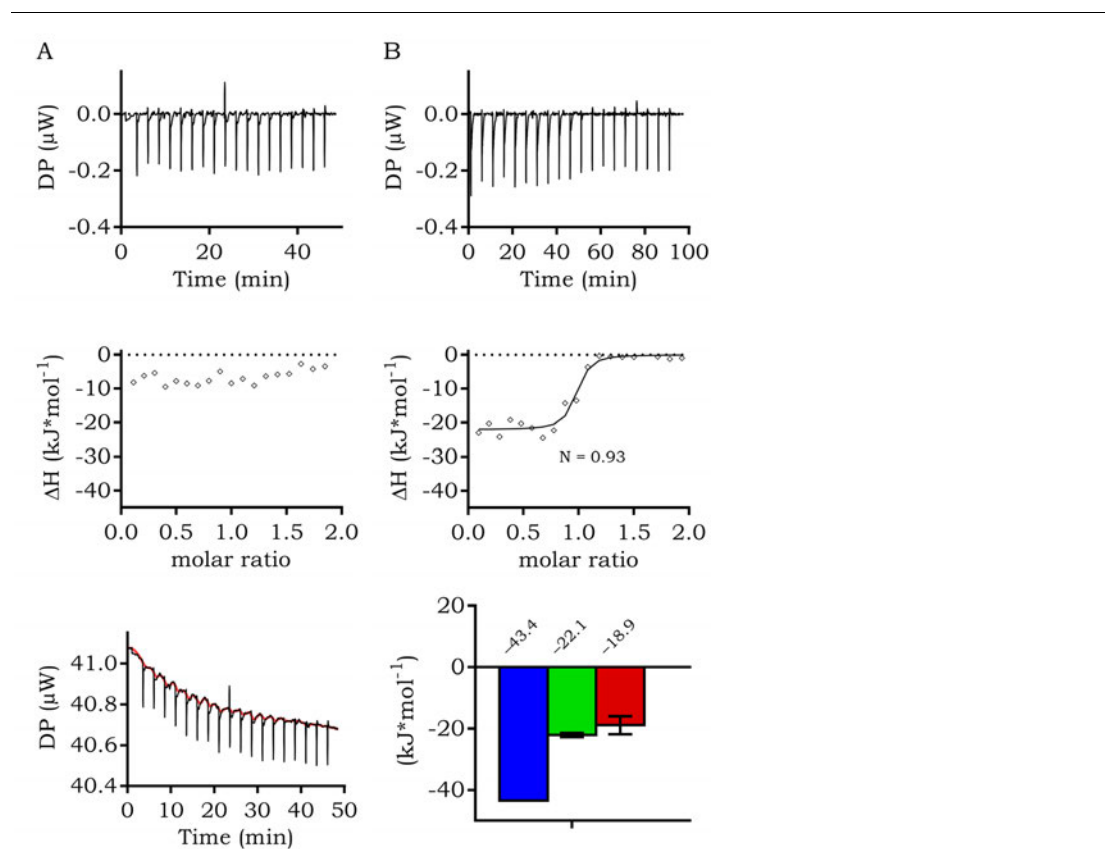 A
0.0
-0.2
-0.4
DP (µW)
0 20 40
Time (min)
B
0.0
-0.2
-0.4
DP (µW)
0 20 40 60 80 100
Time (min)
0
-10
-20
-30
-40
ΔH (kJ*mol⁻¹)
0.0 0.5 1.0 1.5 2.0
molar ratio
0
-10
-20
-30
-40
ΔH (kJ*mol⁻¹)
N = 0.93
0.0 0.5 1.0 1.5 2.0
molar ratio
41.0
40.8
40.6
40.4
DP (µW)
0 10 20 30 40 50
Time (min)
20
0
-20
-40
(kJ*mol⁻¹)
−43.4
−22.1
−18.9